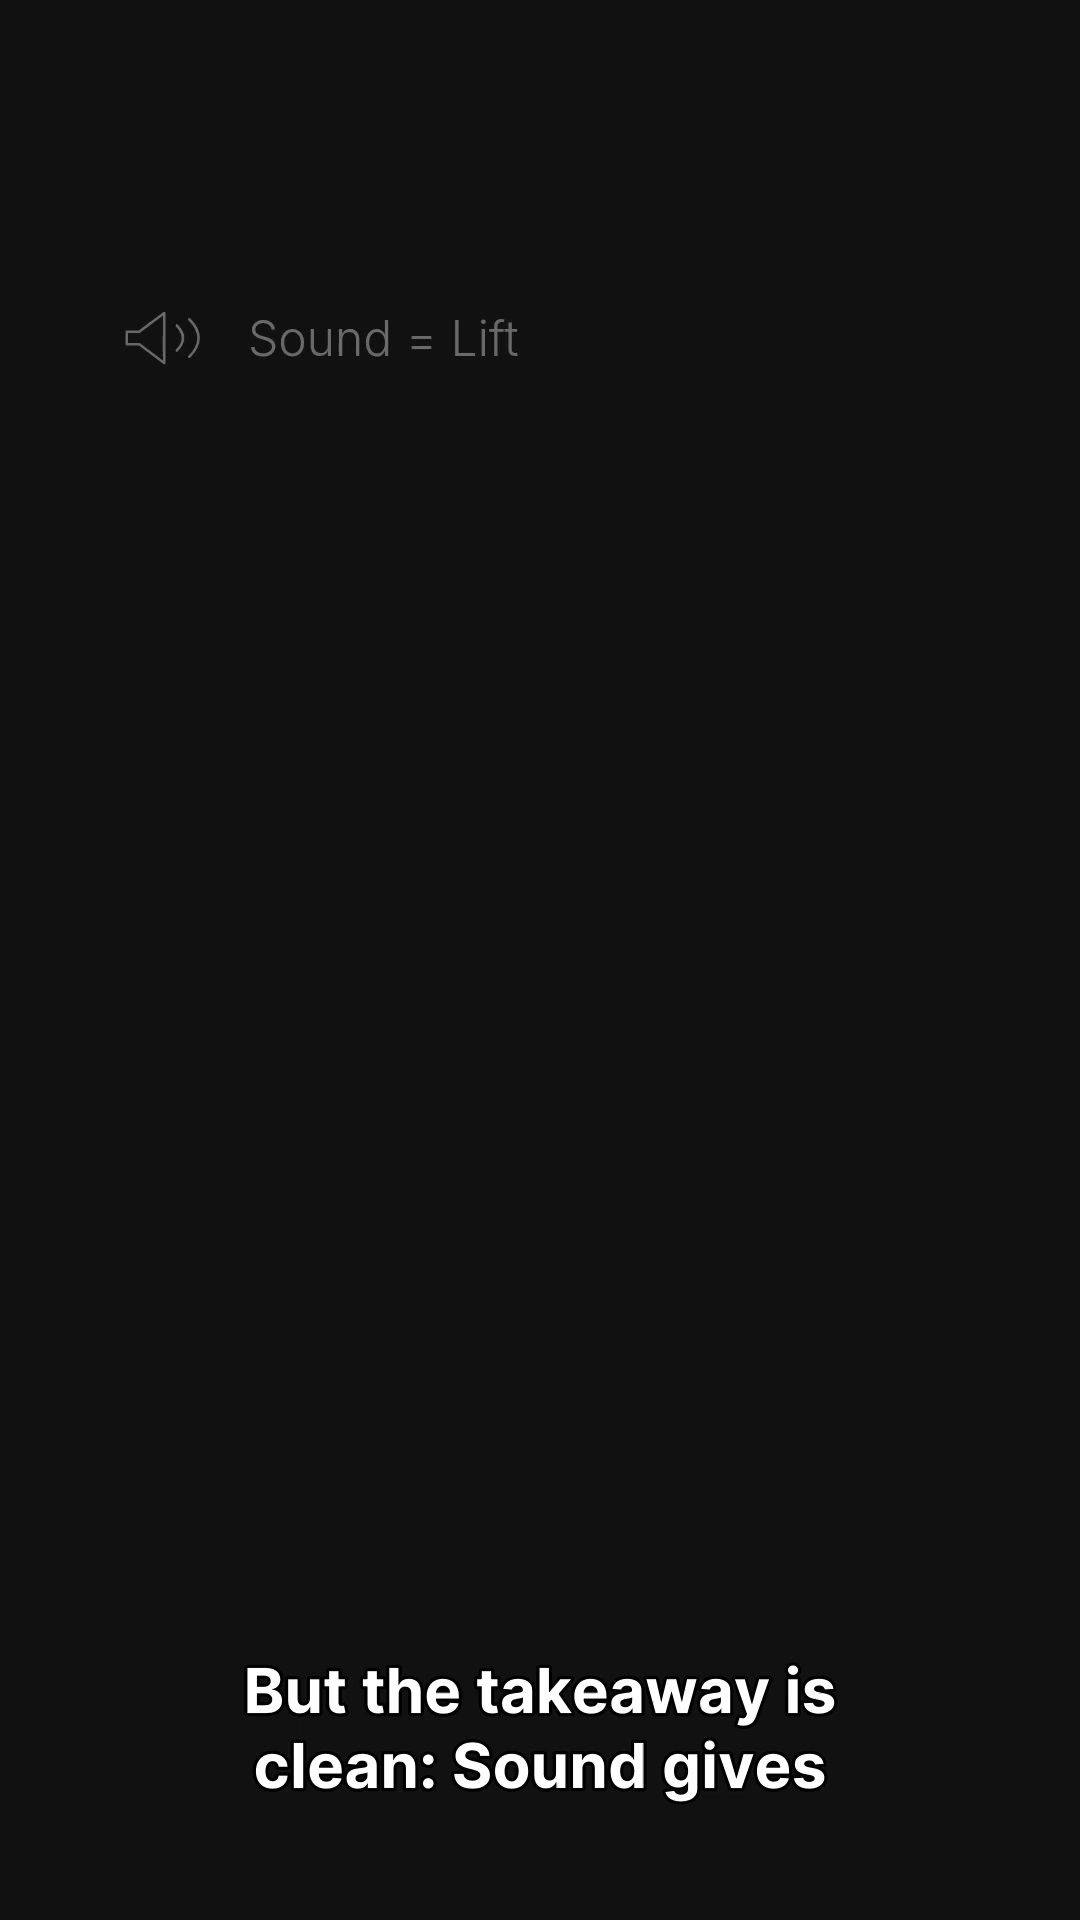 Sound = Lift
But the takeaway is
clean: Sound gives